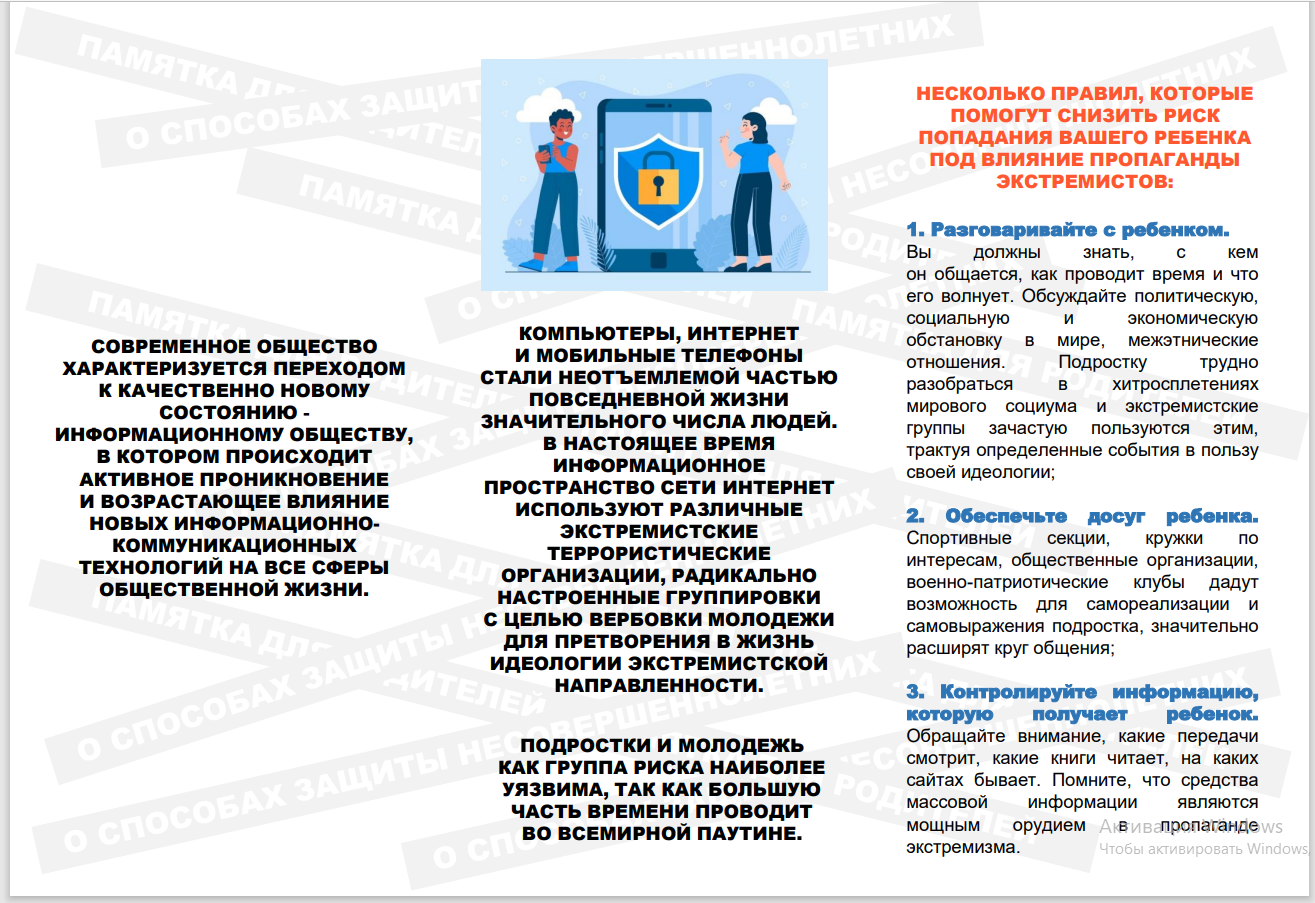 СОВРЕМЕННОЕ ОБЩЕСТВО
ХАРАКТЕРИЗУЕТСЯ ПЕРЕХОДОМ
К КАЧЕСТВЕННО НОВОМУ
СОСТОЯНИЮ -
ИНФОРМАЦИОННОМУ ОБЩЕСТВУ,
В КОТОРОМ ПРОИСХОДИТ
АКТИВНОЕ ПРОНИКНОВЕНИЕ
И ВОЗРАСТАЮЩЕЕ ВЛИЯНИЕ
НОВЫХ ИНФОРМАЦИОННО-
КОММУНИКАЦИОННЫХ
ТЕХНОЛОГИЙ НА ВСЕ СФЕРЫ
ОБЩЕСТВЕННОЙ ЖИЗНИ.
КОМПЬЮТЕРЫ, ИНТЕРНЕТ
И МОБИЛЬНЫЕ ТЕЛЕФОНЫ
СТАЛИ НЕОТЪЕМЛЕМОЙ ЧАСТЬЮ
ПОВСЕДНЕВНОЙ ЖИЗНИ
ЗНАЧИТЕЛЬНОГО ЧИСЛА ЛЮДЕЙ.
В НАСТОЯЩЕЕ ВРЕМЯ
ИНФОРМАЦИОННОЕ
ПРОСТРАНСТВО СЕТИ ИНТЕРНЕТ
ИСПОЛЬЗУЮТ РАЗЛИЧНЫЕ
ЭКСТРЕМИСТСКИЕ
ТЕРРОРИСТИЧЕСКИЕ
ОРГАНИЗАЦИИ, РАДИКАЛЬНО
НАСТРОЕННЫЕ ГРУППИРОВКИ
С ЦЕЛЬЮ ВЕРБОВКИ МОЛОДЕЖИ
ДЛЯ ПРЕТВОРЕНИЯ В ЖИЗНЬ
ИДЕОЛОГИИ ЭКСТРЕМИСТСКОЙ
НАПРАВЛЕННОСТИ.
ПОДРОСТКИ И МОЛОДЕЖЬ
КАК ГРУППА РИСКА НАИБОЛЕЕ
УЯЗВИМА, ТАК КАК БОЛЬШУЮ
ЧАСТЬ ВРЕМЕНИ ПРОВОДИТ
ВО ВСЕМИРНОЙ ПАУТИНЕ.
НЕСКОЛЬКО ПРАВИЛ, КОТОРЫЕ
ПОМОГУТ СНИЗИТЬ РИСК
ПОПАДАНИЯ ВАШЕГО РЕБЕНКА
ПОД ВЛИЯНИЕ ПРОПАГАНДЫ
ЭКСТРЕМИСТОВ:
1. Разговаривайте с ребенком.
Вы должны знать, с кем
он общается, как проводит время и что
его волнует. Обсуждайте политическую,
социальную и экономическую
обстановку в мире, межэтнические
отношения. Подростку трудно
разобраться в хитросплетениях
мирового социума и экстремистские
группы зачастую пользуются этим,
трактуя определенные события в пользу
своей идеологии;
2. Обеспечьте досуг ребенка.
Спортивные секции, кружки по
интересам, общественные организации,
военно-патриотические клубы дадут
возможность для самореализации и
самовыражения подростка, значительно
расширят круг общения;
3. Контролируйте информацию,
которую получает ребенок.
Обращайте внимание, какие передачи
смотрит, какие книги читает, на каких
сайтах бывает. Помните, что средства
массовой информации являются
мощным орудием в пропаганде
экстремизма.
Активация Windows
Чтобы активировать Windows,